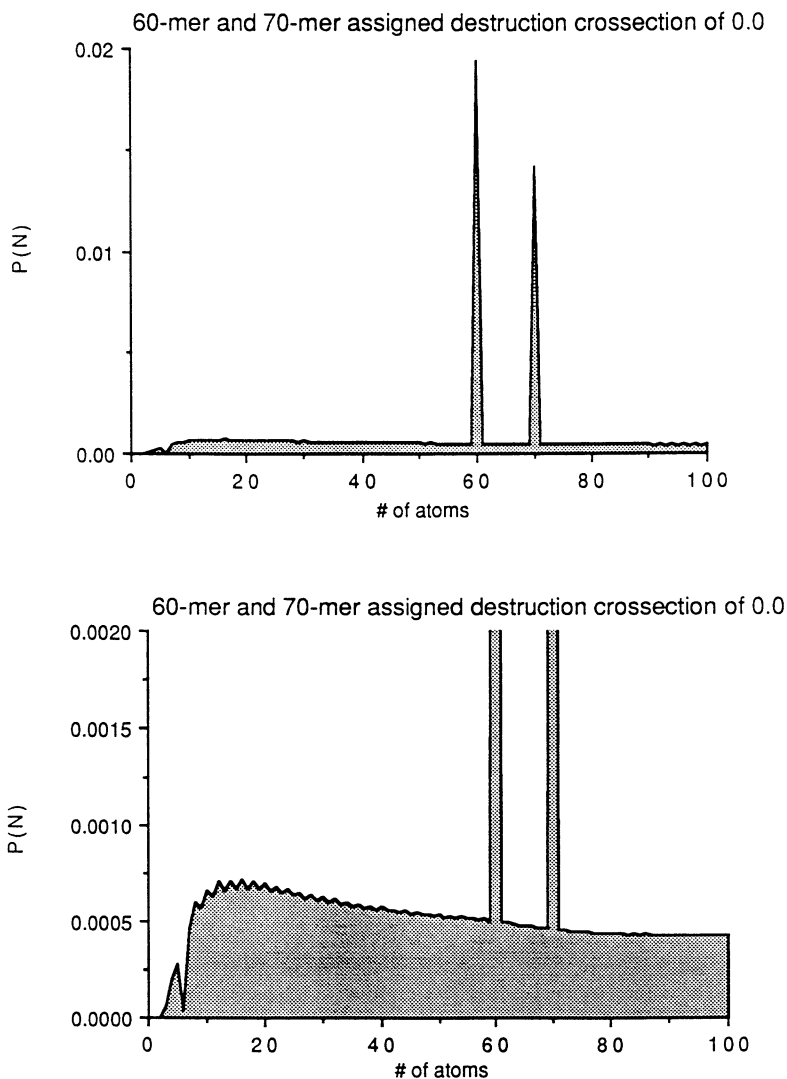 60-mer and 70-mer assigned destruction crossection of 0.0
0.02
0.01
0.00
P(N)
0 20 40 60 80 100
# of atoms
60-mer and 70-mer assigned destruction crossection of 0.0
0.0020
0.0015
0.0010
0.0005
0.0000
P(N)
0 20 40 60 80 100
# of atoms